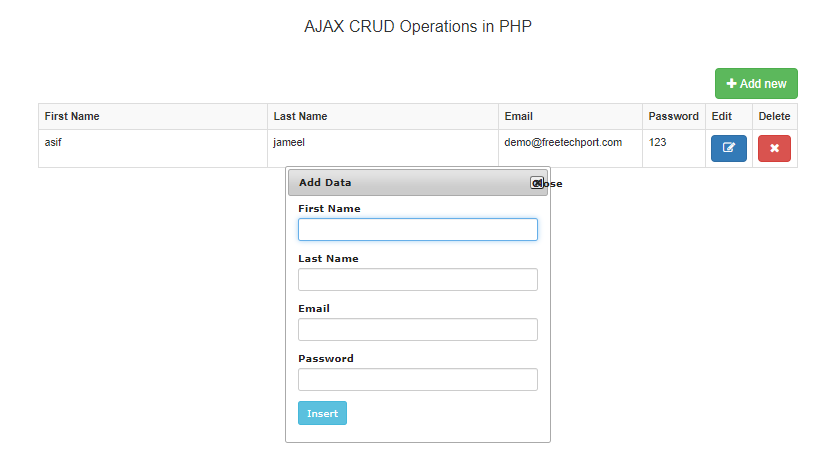 AJAX CRUD Operations in PHP
Add new
First Name Last Name Email Password Edit Delete
asif jameel demo@freetechport.com 123
Add Data Close
First Name
Last Name
Email
Password
Insert